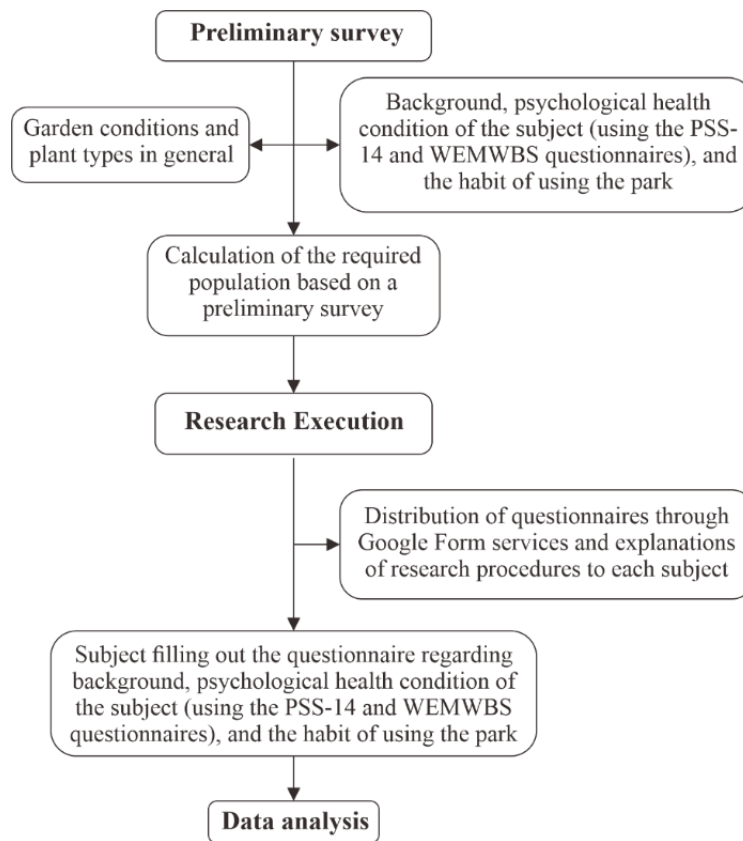 Preliminary survey
Garden conditions and
plant types in general
Background, psychological health
condition of the subject (using the PSS-
14 and WEMWBS questionnaires), and
the habit of using the park
Calculation of the required
population based on a
preliminary survey
Research Execution
Distribution of questionnaires through
Google Form services and explanations
of research procedures to each subject
Subject filling out the questionnaire regarding
background, psychological health condition of
the subject (using the PSS-14 and WEMWBS
questionnaires), and the habit of using the park
Data analysis